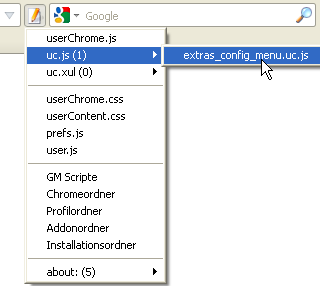 Google
userChrome.js
uc.js (1)
extras_config_menu.uc.js
uc.xul (0)
userChrome.css
userContent.css
prefs.js
user.js
GM Scripte
Chromeordner
Profilordner
Addonordner
Installationsordner
about: (5)